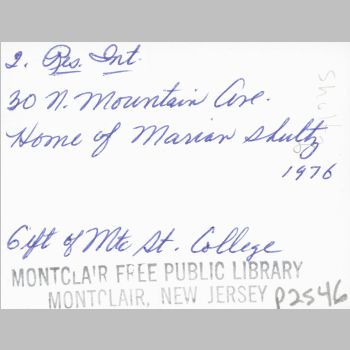 2. Res. Int.
30 N. Mountain Ave.
Home of Marian Shultz
1976
Gift of Mtc St. College
MONTCLAIR FREE PUBLIC LIBRARY
MONTCLAIR, NEW JERSEY
P2546